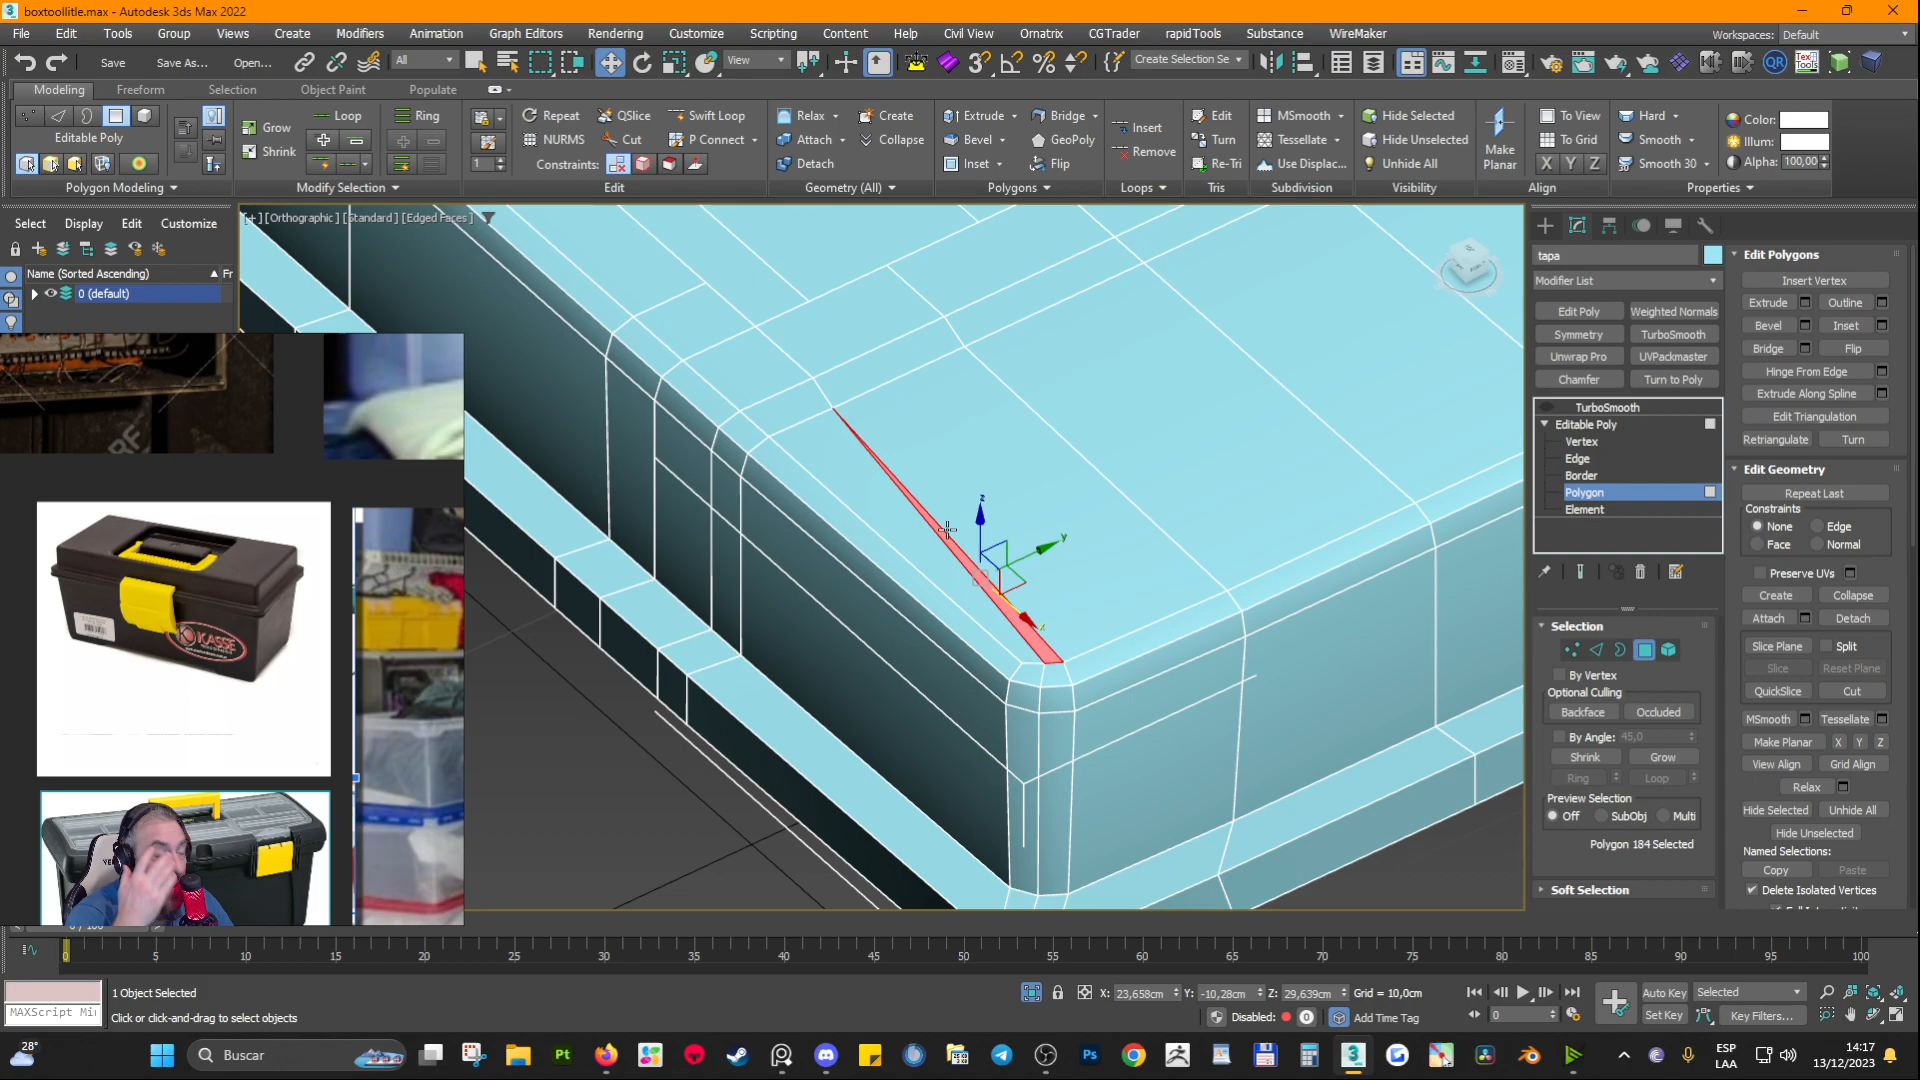 boxtoollitle.max - Autodesk 3ds Max 2022
File Edit Tools Group Views Create Modifiers Animation Graph Editors Rendering Customize Scripting Content Help Civil View Ornatrix CGTrader rapidTools Substance WireMaker
Workspaces: Default
Save Save As... Open... All View Create Selection Se
Modeling Freeform Selection Object Paint Populate
Polygon Modeling
Grow Shrink Loop Ring
Modify Selection
Repeat QSlice Swift Loop
NURMS Cut P Connect
1 Constraints:
Edit
Relax Create
Attach Collapse
Detach
Geometry (All)
Extrude Bridge
Bevel GeoPoly
Inset Flip
Polygons
Insert
Remove
Loops
Edit
Turn
Re-Tri
Tris
MSmooth
Tessellate
Use Displac...
Subdivision
Hide Selected
Hide Unselected
Unhide All
Visibility
Make Planar
To View
To Grid
X Y Z
Align
Hard
Smooth
Smooth 30
Color:
Illum:
Alpha: 100,00
Properties
Select Display Edit Customize
Name (Sorted Ascending) Fr
0 (default)
[+] [Orthographic] [Standard] [Edged Faces]
z
y
x
KASSE
tapa
Modifier List
Edit Poly Weighted Normals
Symmetry TurboSmooth
Unwrap Pro UVPackmaster
Chamfer Turn to Poly
TurboSmooth
Editable Poly
Vertex
Edge
Border
Polygon
Element
Selection
By Vertex
Optional Culling
Backface Occluded
By Angle: 45,0
Shrink Grow
Ring Loop
Preview Selection
Off SubObj Multi
Polygon 184 Selected
Soft Selection
Edit Polygons
Insert Vertex
Extrude Outline
Bevel Inset
Bridge Flip
Hinge From Edge
Extrude Along Spline
Edit Triangulation
Retriangulate Turn
Edit Geometry
Repeat Last
Constraints
None Edge
Face Normal
Preserve UVs
Create Collapse
Attach Detach
Slice Plane Split
Slice Reset Plane
QuickSlice Cut
MSmooth Tessellate
Make Planar X Y Z
View Align Grid Align
Relax
Hide Selected Unhide All
Hide Unselected
Named Selections:
Copy Paste
Delete Isolated Vertices
0 5 10 15 20 25 30 35 40 45 50 55 60 65 70 75 80 85 90 95 100
1 Object Selected
X: 23,658cm Y: -10,28cm Z: 29,639cm Grid = 10,0cm
Auto Key Selected
MAXScript Mi
Click or click-and-drag to select objects
Disabled: 0 Add Time Tag
0
Set Key Key Filters...
28°
Buscar
ESP
LAA
14:17
13/12/2023